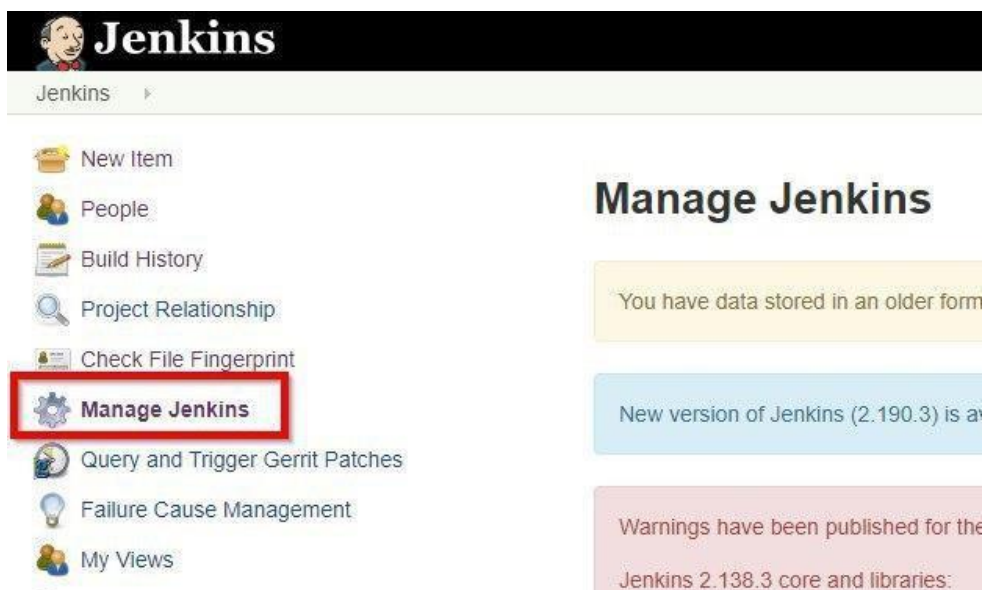 Jenkins
Jenkins
New Item
People
Build History
Project Relationship
Check File Fingerprint
Manage Jenkins
Query and Trigger Gerrit Patches
Failure Cause Management
My Views
Manage Jenkins
You have data stored in an older form
New version of Jenkins (2.190.3) is
Warnings have been published for the
Jenkins 2.138.3 core and libraries: